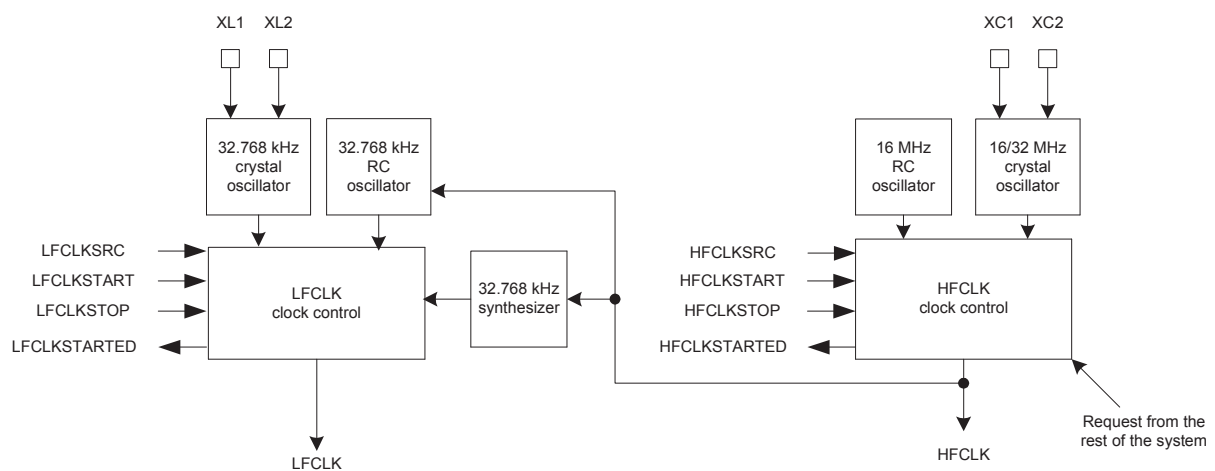 XL1 XL2 XC1 XC2
32.768 kHz
crystal
oscillator
32.768 kHz
RC
oscillator
16 MHz
RC
oscillator
16/32 MHz
crystal
oscillator
LFCLKSRC
LFCLKSTART
LFCLKSTOP
LFCLKSTARTED
LFCLK
clock control
32.768 kHz
synthesizer
HFCLKSRC
HFCLKSTART
HFCLKSTOP
HFCLKSTARTED
HFCLK
clock control
Request from the
rest of the system
LFCLK
HFCLK